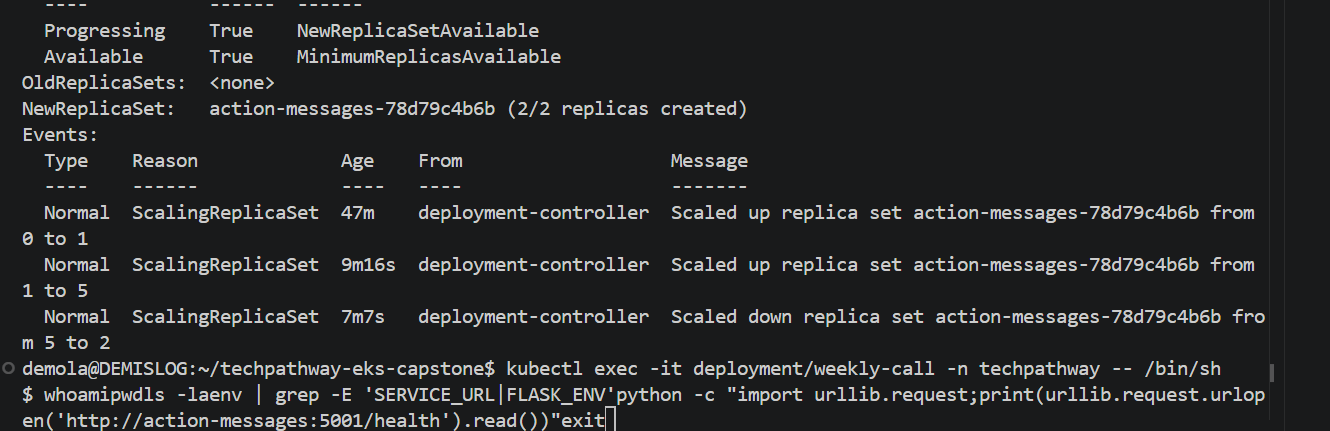 ----          ------  ------
Progressing    True    NewReplicaSetAvailable
Available      True    MinimumReplicasAvailable
OldReplicaSets:  <none>
NewReplicaSet:   action-messages-78d79c4b6b (2/2 replicas created)
Events:
Type    Reason             Age    From                   Message
----    ------             ----   ----                   -------
Normal  ScalingReplicaSet  47m    deployment-controller  Scaled up replica set action-messages-78d79c4b6b from
0 to 1
Normal  ScalingReplicaSet  9m16s  deployment-controller  Scaled up replica set action-messages-78d79c4b6b from
1 to 5
Normal  ScalingReplicaSet  7m7s   deployment-controller  Scaled down replica set action-messages-78d79c4b6b fro
m 5 to 2
demola@DEMISLOG:~/techpathway-eks-capstone$ kubectl exec -it deployment/weekly-call -n techpathway -- /bin/sh
$ whoamipwdls -laenv | grep -E 'SERVICE_URL|FLASK_ENV'python -c "import urllib.request;print(urllib.request.urlop
en('http://action-messages:5001/health').read())"exit